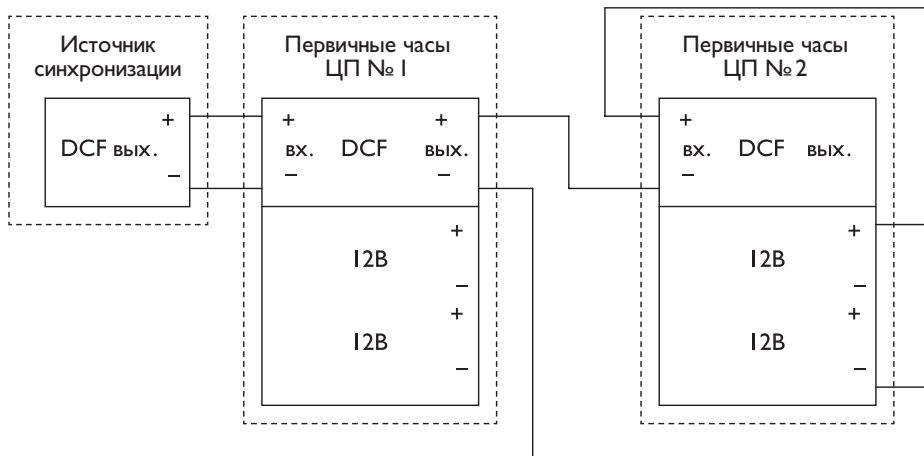 Источник
синхронизации
DCF вых.
+
−
Первичные часы
ЦП № 1
+ +
вх. DCF вых.
− −
+
12В
−
+
12В
−
Первичные часы
ЦП № 2
+
вх. DCF вых.
−
+
12В
−
+
12В
−